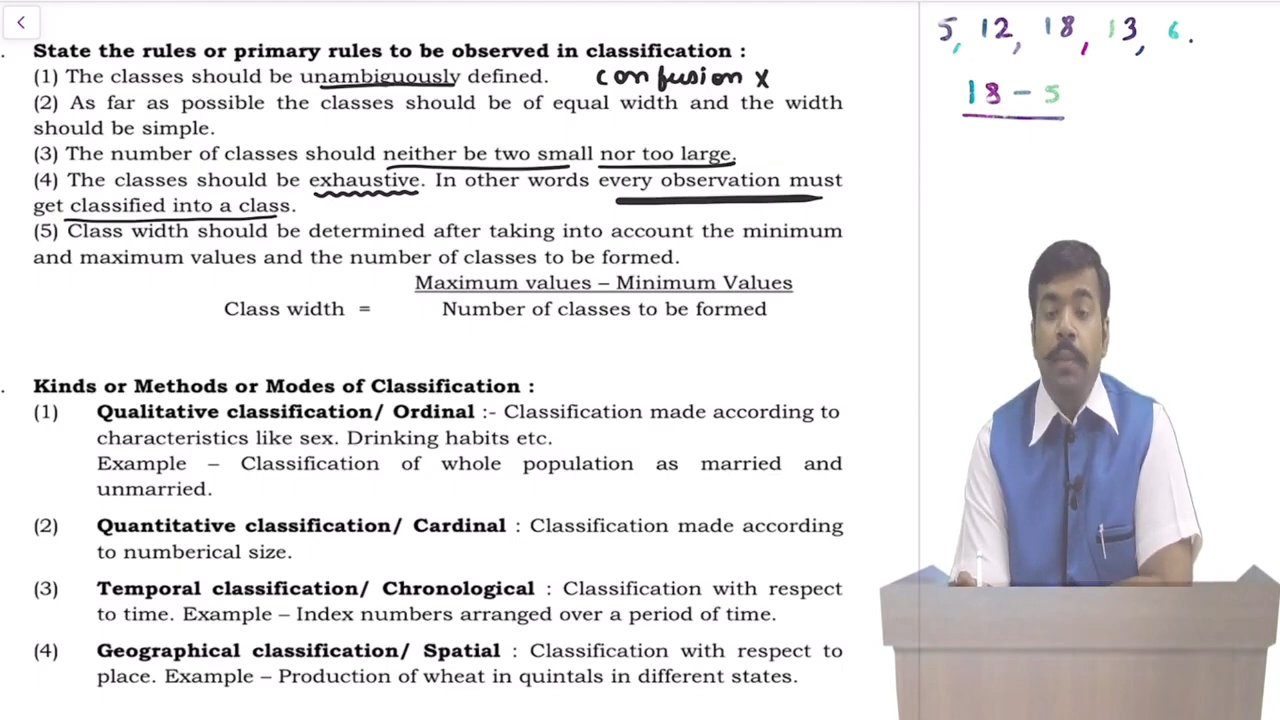 . State the rules or primary rules to be observed in classification :
(1) The classes should be unambiguously defined. confusion x
(2) As far as possible the classes should be of equal width and the width
should be simple.
(3) The number of classes should neither be two small nor too large.
(4) The classes should be exhaustive. In other words every observation must
get classified into a class.
(5) Class width should be determined after taking into account the minimum
and maximum values and the number of classes to be formed.
Maximum values – Minimum Values
Class width = Number of classes to be formed
. Kinds or Methods or Modes of Classification :
(1) Qualitative classification/ Ordinal :- Classification made according to
characteristics like sex. Drinking habits etc.
Example – Classification of whole population as married and
unmarried.
(2) Quantitative classification/ Cardinal : Classification made according
to numberical size.
(3) Temporal classification/ Chronological : Classification with respect
to time. Example – Index numbers arranged over a period of time.
(4) Geographical classification/ Spatial : Classification with respect to
place. Example – Production of wheat in quintals in different states.
5, 12, 18, 13, 6.
18 – 5